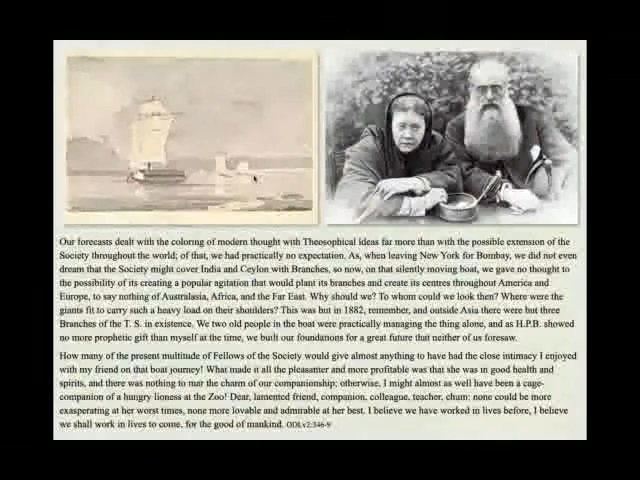 Our forecasts dealt with the coloring of modern thought with Theosophical ideas far more than with the possible extension of the
Society throughout the world; of that, we had practically no expectation. As, when leaving New York for Bombay, we did not even
dream that the Society might cover India and Ceylon with Branches, so now, on that silently moving boat, we gave no thought to
the possibility of its creating a popular agitation that would plant its branches and create its centres throughout America and
Europe, to say nothing of Australasia, Africa, and the Far East. Why should we? To whom could we look then? Where were the
giants fit to carry such a heavy load on their shoulders? This was but in 1882, remember, and outside Asia there were but three
Branches of the T. S. in existence. We two old people in the boat were practically managing the thing alone, and as H.P.B. showed
no more prophetic gift than myself at the time, we built our foundations for a great future that neither of us foresaw.
How many of the present multitude of Fellows of the Society would give almost anything to have had the close intimacy I enjoyed
with my friend on that boat journey! What made it all the pleasanter and more profitable was that she was in good health and
spirits, and there was nothing to mar the charm of our companionship; otherwise, I might almost as well have been a cage-
companion of a hungry lioness at the Zoo! Dear, lamented friend, companion, colleague, teacher, chum: none could be more
exasperating at her worst times, none more lovable and admirable at her best. I believe we have worked in lives before, I believe
we shall work in lives to come, for the good of mankind. ODLv2:346-9